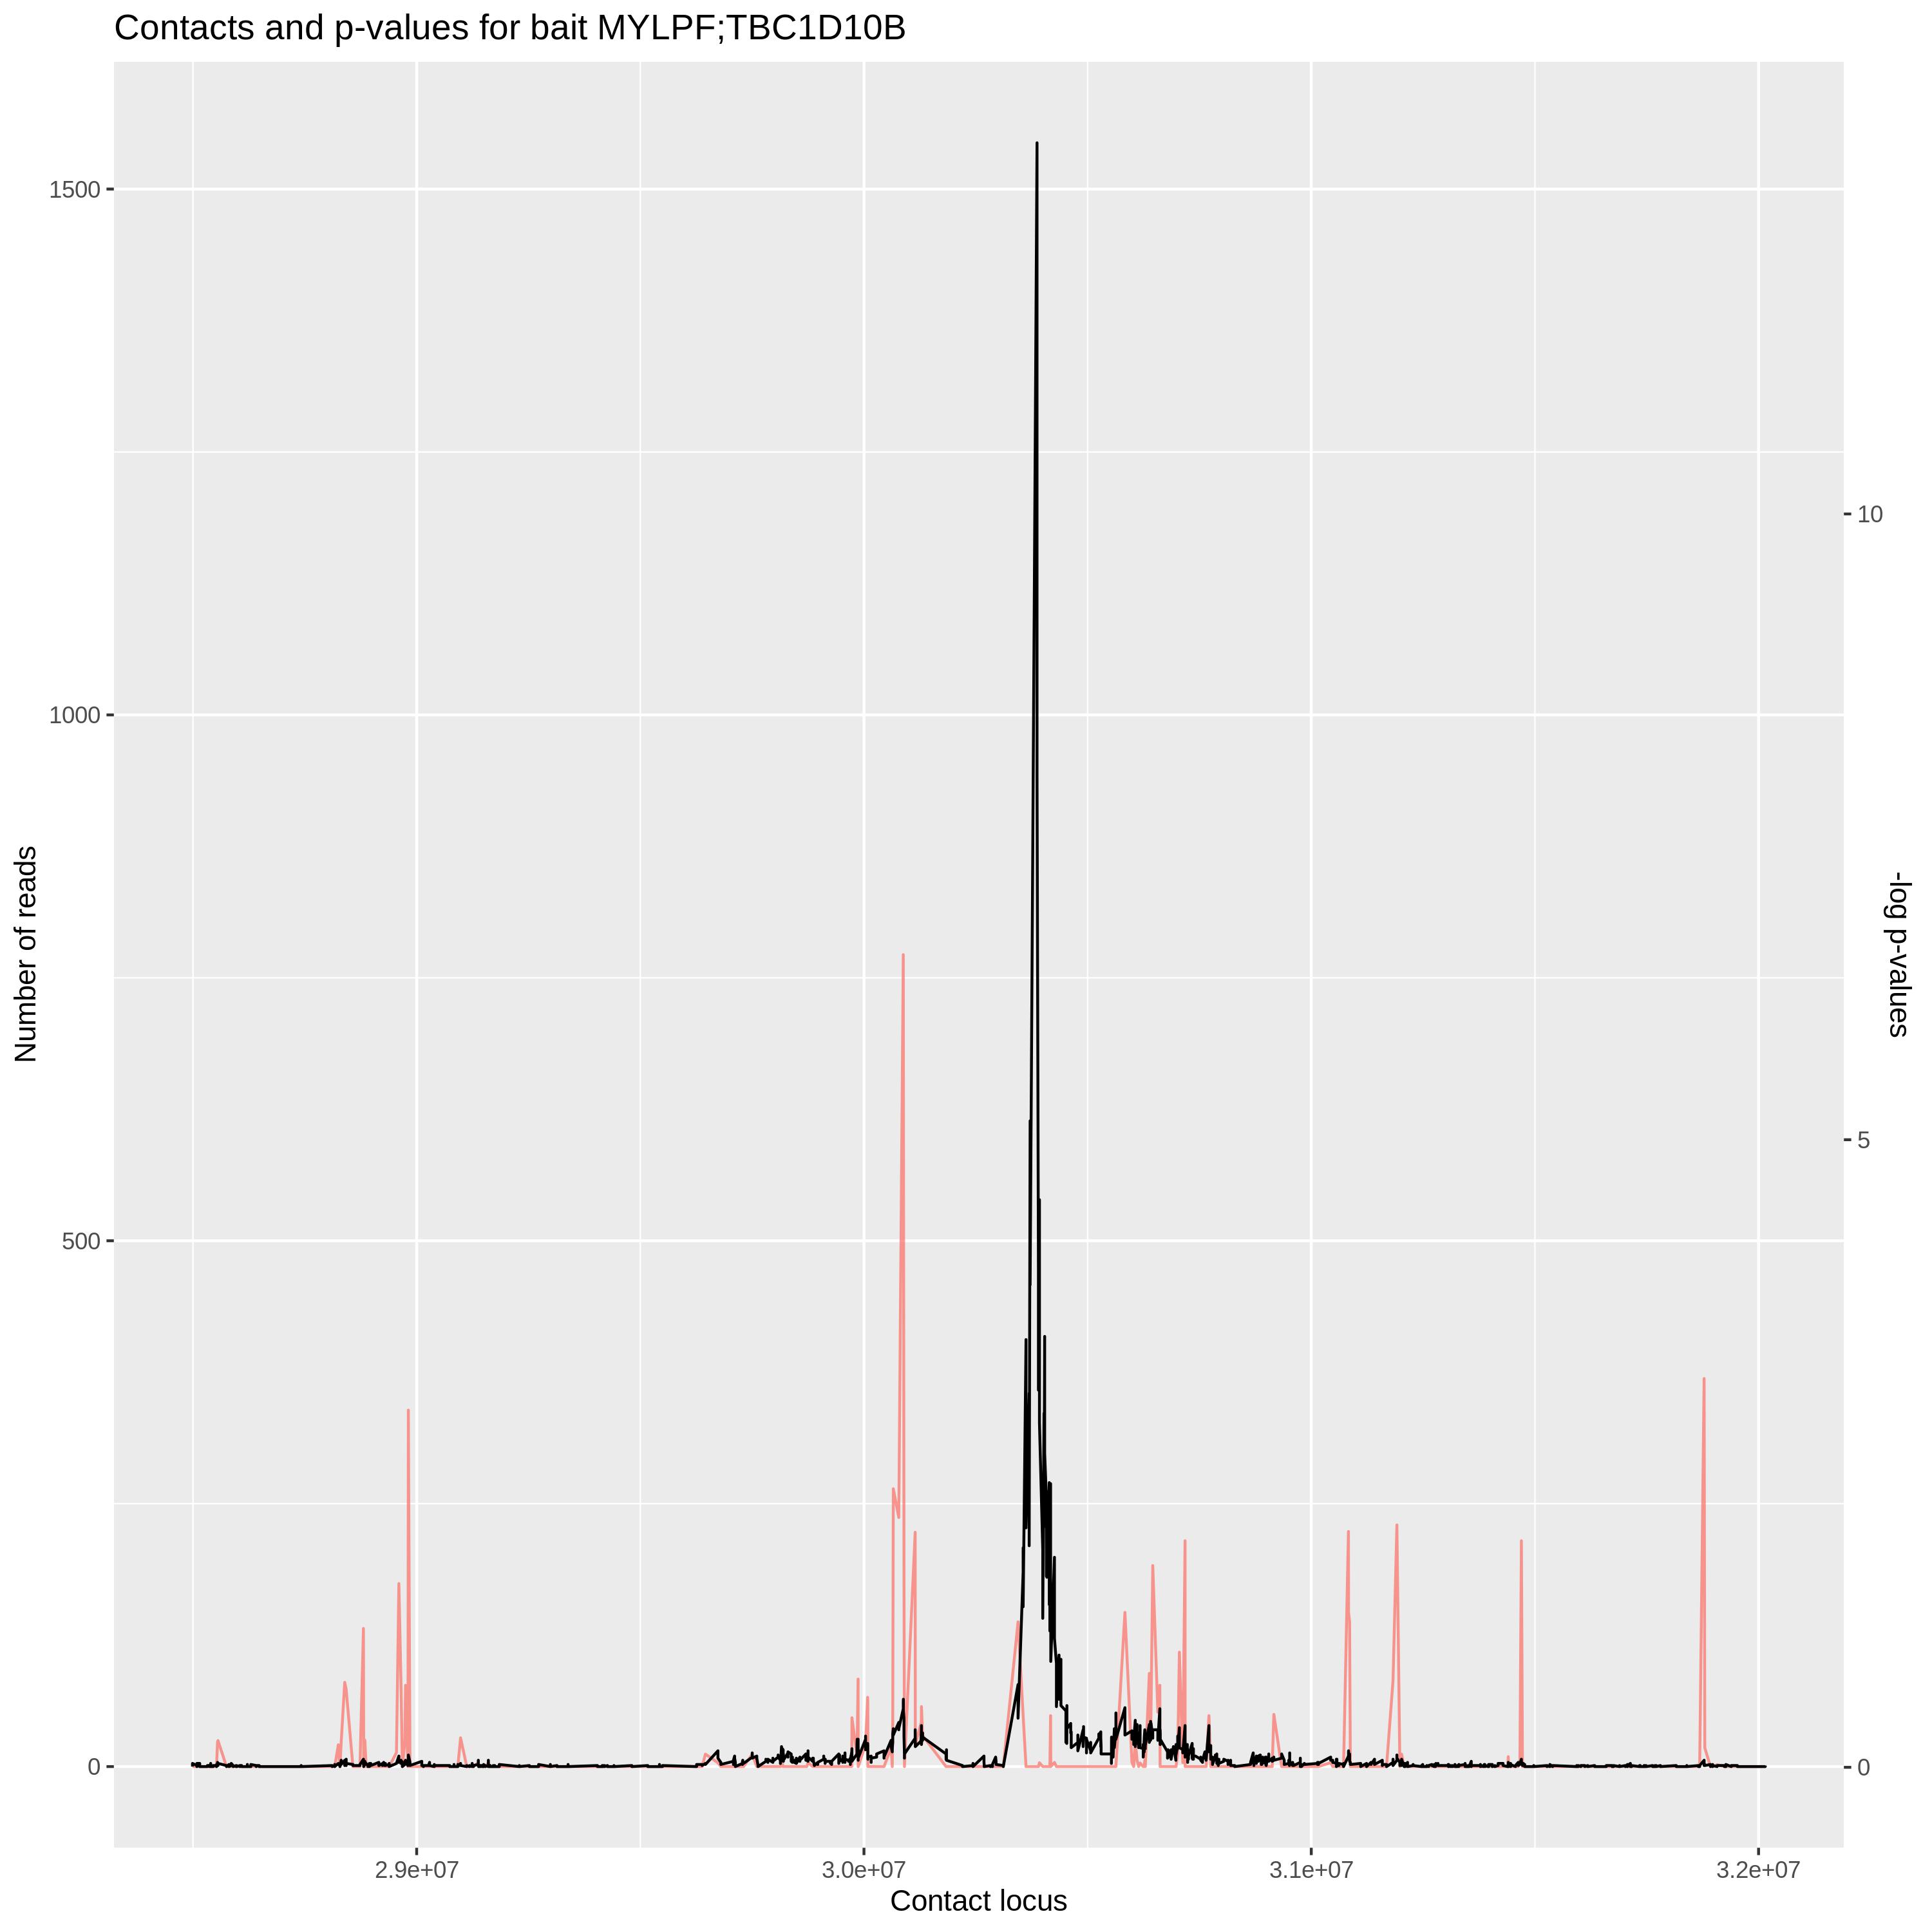 Contacts and p-values for bait MYLPF;TBC1D10B
1500
1000
500
0
Number of reads
10
5
0
-log p-values
2.9e+07
3.0e+07
3.1e+07
3.2e+07
Contact locus